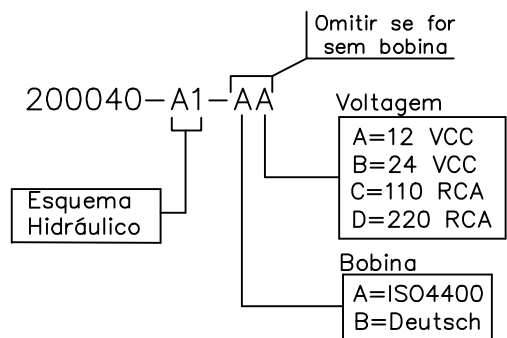 Omitir se for
sem bobina
200040-A1-AA
Voltagem
A=12 VCC
B=24 VCC
C=110 RCA
D=220 RCA
Esquema
Hidráulico
Bobina
A=ISO4400
B=Deutsch